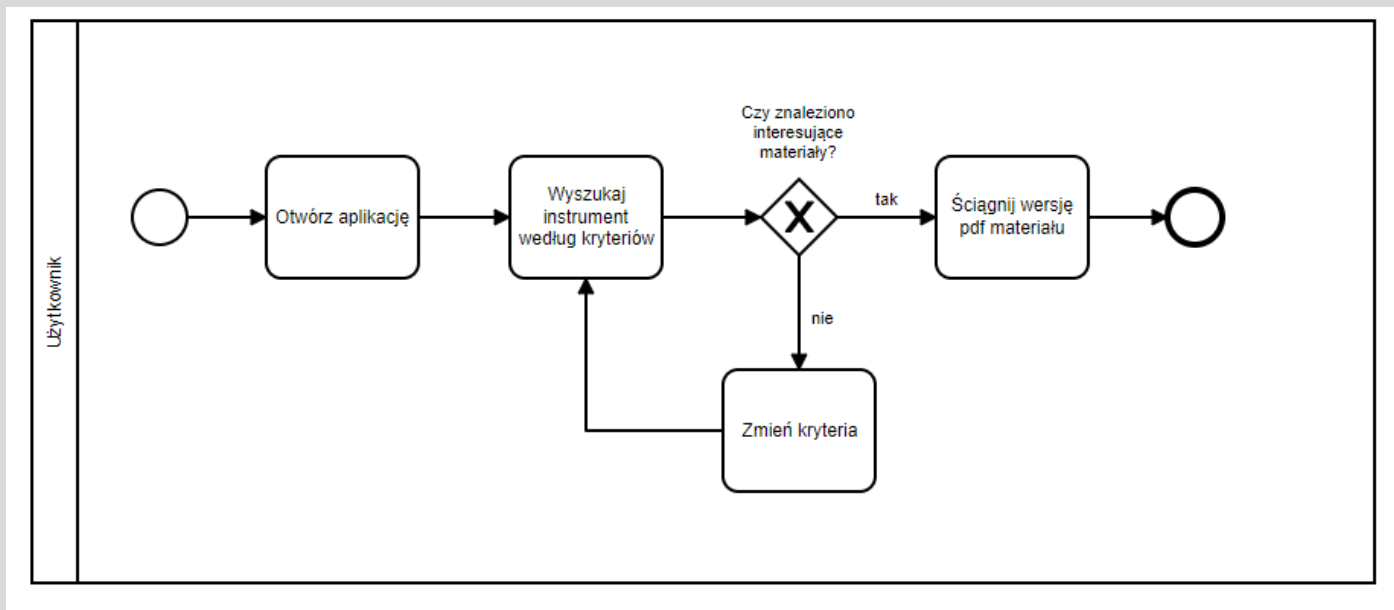 Użytkownik
Otwórz aplikację
Wyszukaj
instrument
według kryteriów
Czy znaleziono
interesujące
materiały?
tak
Ściągnij wersję
pdf materiału
nie
Zmień kryteria